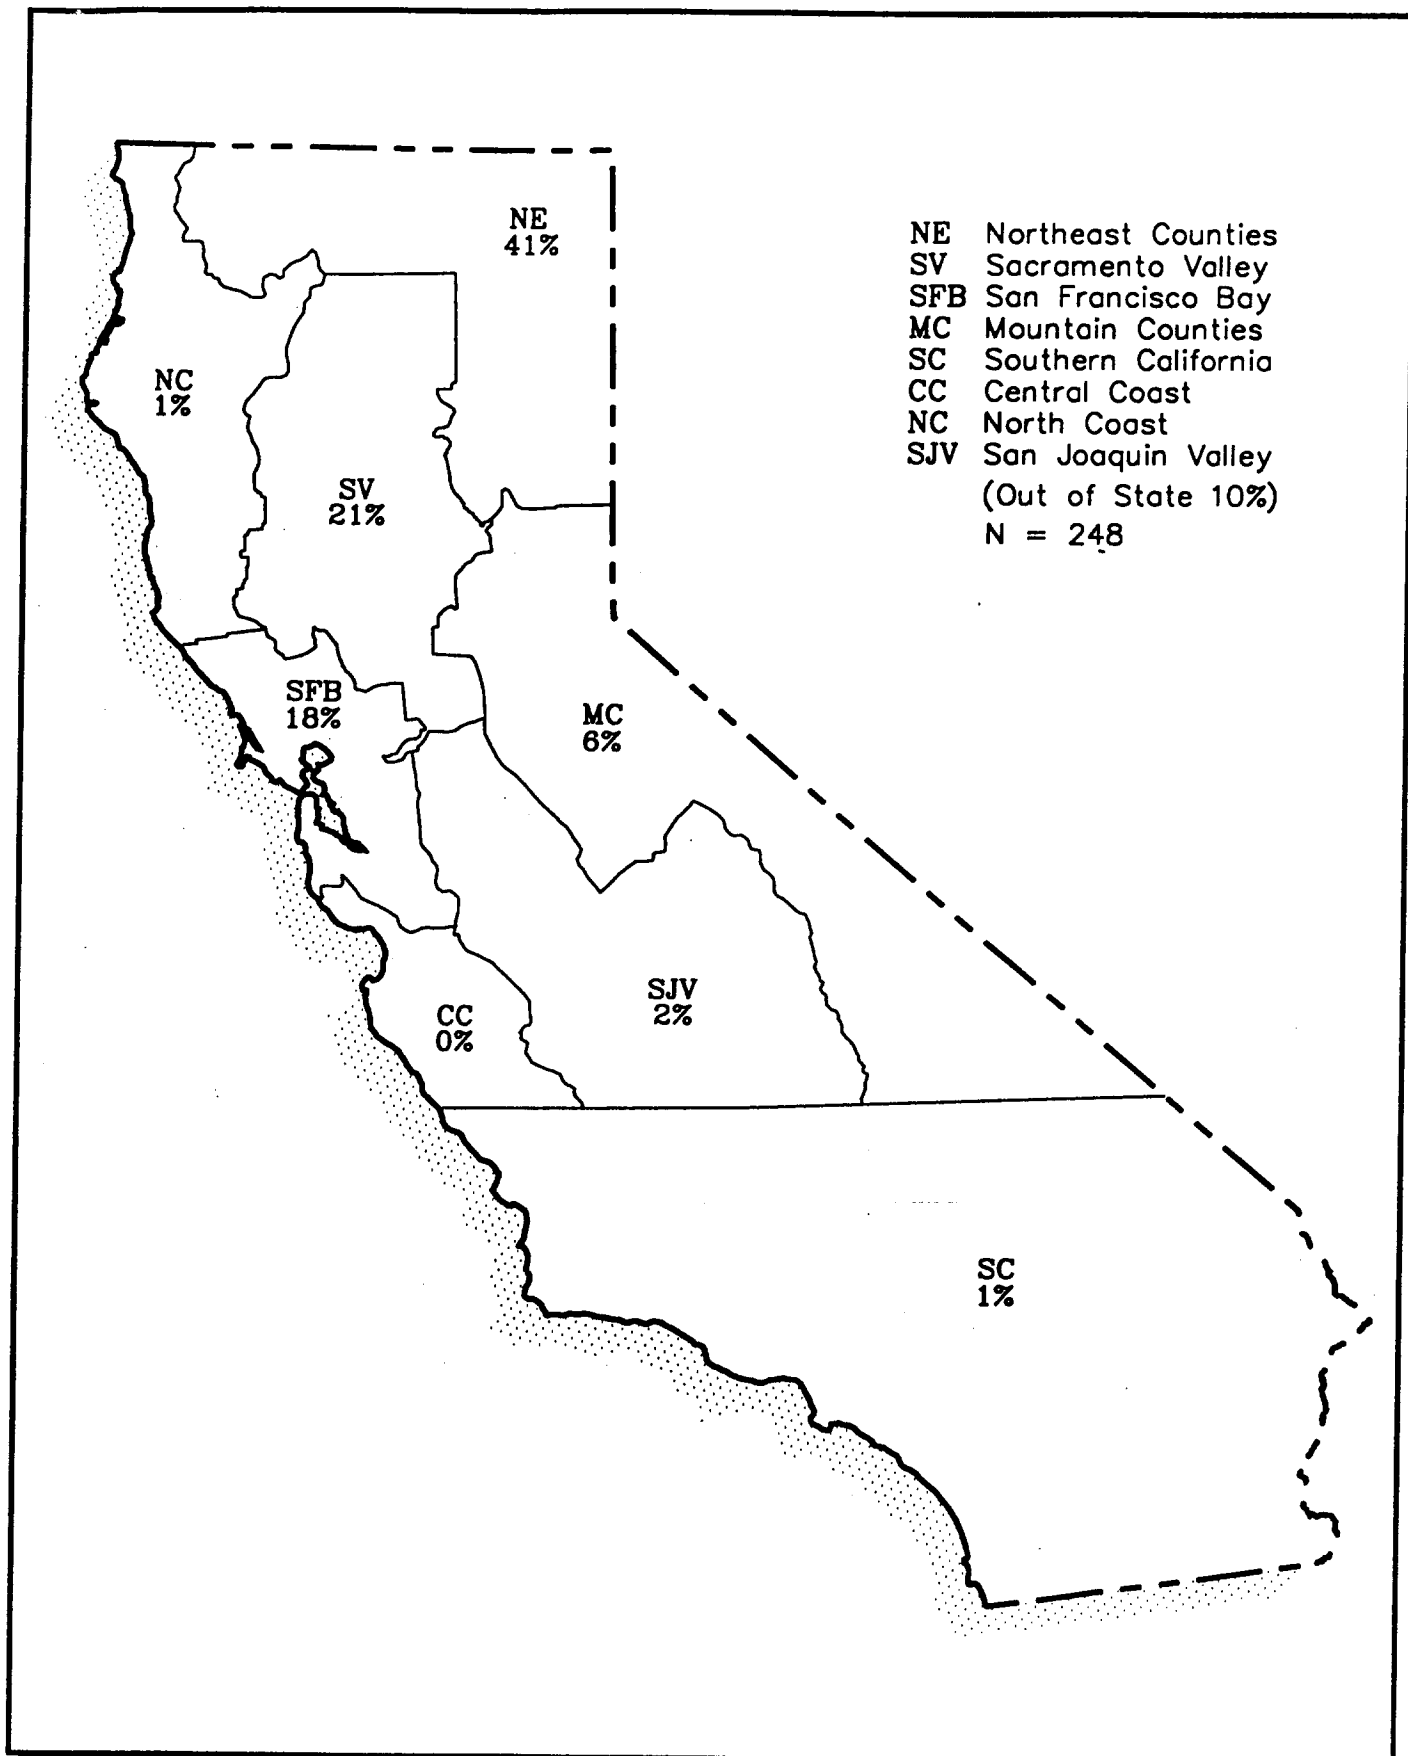 NE
41%
NE Northeast Counties
SV Sacramento Valley
SFB San Francisco Bay
MC Mountain Counties
SC Southern California
CC Central Coast
NC North Coast
SJV San Joaquin Valley
(Out of State 10%)
N = 248
NC
1%
SV
21%
SFB
18%
MC
6%
SJV
2%
CC
0%
SC
1%